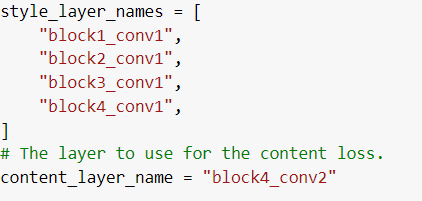 style_layer_names = [
    "block1_conv1",
    "block2_conv1",
    "block3_conv1",
    "block4_conv1",
]
# The layer to use for the content loss.
content_layer_name = "block4_conv2"